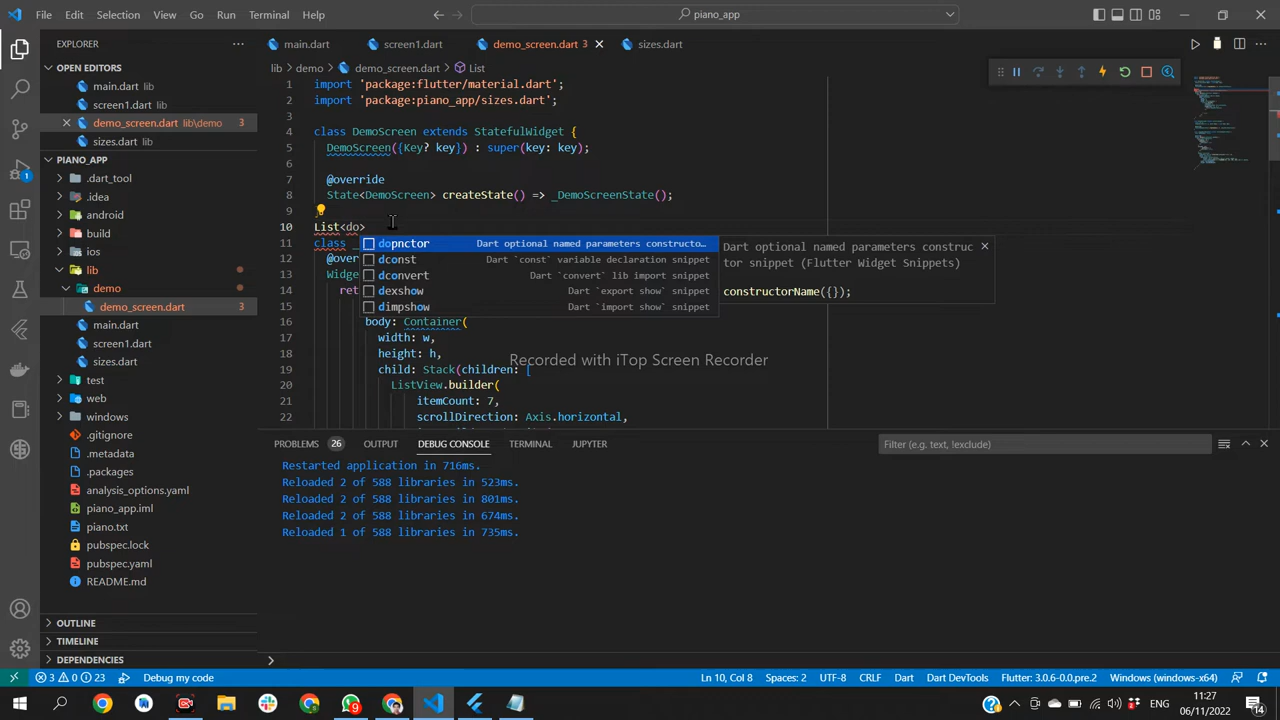 File Edit Selection View Go Run Terminal Help
piano_app
EXPLORER
OPEN EDITORS
main.dart lib
screen1.dart lib
demo_screen.dart lib\demo 3
sizes.dart lib
PIANO_APP
.dart_tool
.idea
android
build
ios
lib
demo
demo_screen.dart 3
main.dart
screen1.dart
sizes.dart
test
web
windows
.gitignore
.metadata
.packages
analysis_options.yaml
piano_app.iml
piano.txt
pubspec.lock
pubspec.yaml
README.md
OUTLINE
TIMELINE
DEPENDENCIES
main.dart screen1.dart demo_screen.dart 3 sizes.dart
lib demo demo_screen.dart List
1 import 'package:flutter/material.dart';
2 import 'package:piano_app/sizes.dart';
3
4 class DemoScreen extends StatefulWidget {
5 DemoScreen({Key? key}) : super(key: key);
6
7 @override
8 State<DemoScreen> createState() => _DemoScreenState();
9
10 List<do>
11 class _
12 @ove
13 Widge
14 ret
15
16 body: Container(
17 width: w,
18 height: h,
19 child: Stack(children: [
20 ListView.builder(
21 itemCount: 7,
22 scrollDirection: Axis.horizontal,
dopnctor Dart optional named parameters constructo…
dconst Dart `const` variable declaration snippet
dconvert Dart `convert` lib import snippet
dexshow Dart `export show` snippet
dimpshow Dart `import show` snippet
Dart optional named parameters construc
tor snippet (Flutter Widget Snippets)
constructorName({});
Recorded with iTop Screen Recorder
PROBLEMS 26 OUTPUT DEBUG CONSOLE TERMINAL JUPYTER
Filter (e.g. text, !exclude)
Restarted application in 716ms.
Reloaded 2 of 588 libraries in 523ms.
Reloaded 2 of 588 libraries in 801ms.
Reloaded 2 of 588 libraries in 674ms.
Reloaded 1 of 588 libraries in 735ms.
3 0 23 Debug my code
Ln 10, Col 8 Spaces: 2 UTF-8 CRLF Dart Dart DevTools Flutter: 3.0.6-0.0.pre.2 Windows (windows-x64)
11:27
06/11/2022